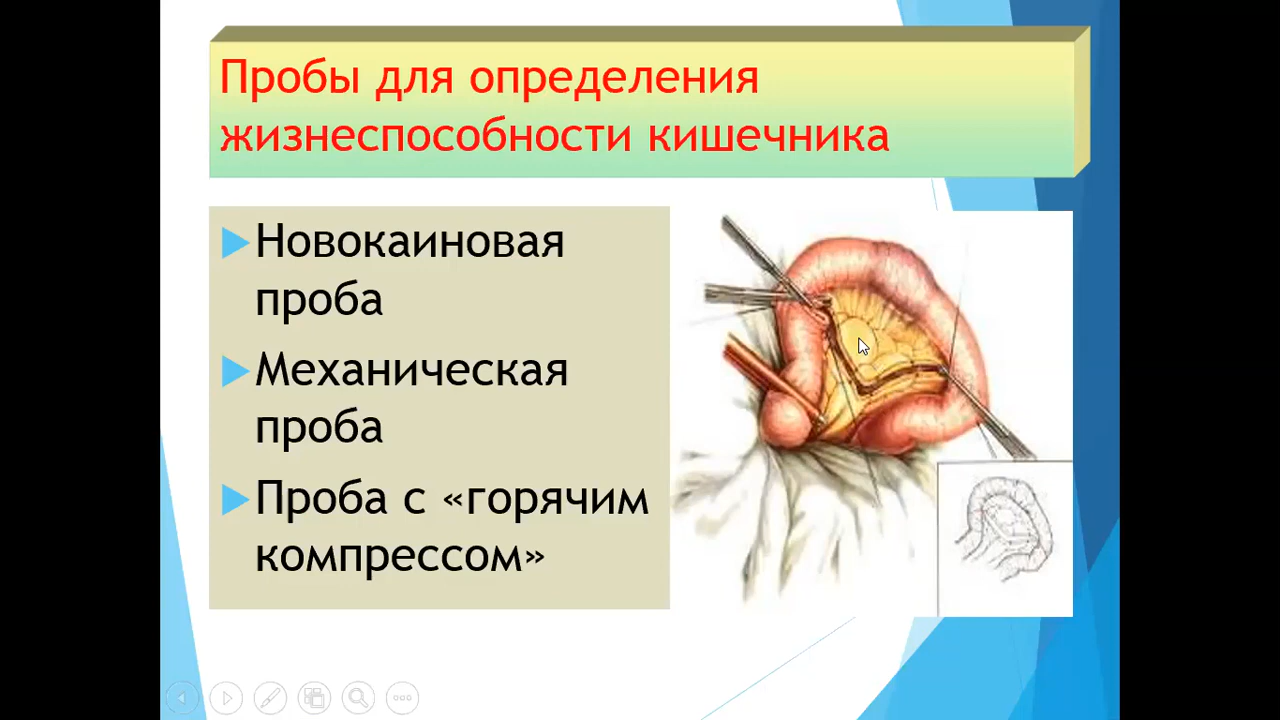 Пробы для определения
жизнеспособности кишечника
Новокаиновая
проба
Механическая
проба
Проба с «горячим
компрессом»